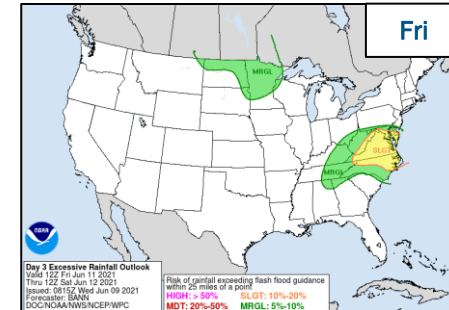 Fri
MRGL
SLGT
MRGL
NOAA
Day 3 Excessive Rainfall Outlook
Valid 12Z Fri Jun 11 2021
Thru 12Z Sat Jun 12 2021
Issued: 0815Z Wed Jun 09 2021
Forecaster: BANN
DOC/NOAA/NWS/NCEP/WPC
Risk of rainfall exceeding flash flood guidance
within 25 miles of a point
HIGH: > 50% SLGT: 10%-20%
MDT: 20%-50% MRGL: 5%-10%